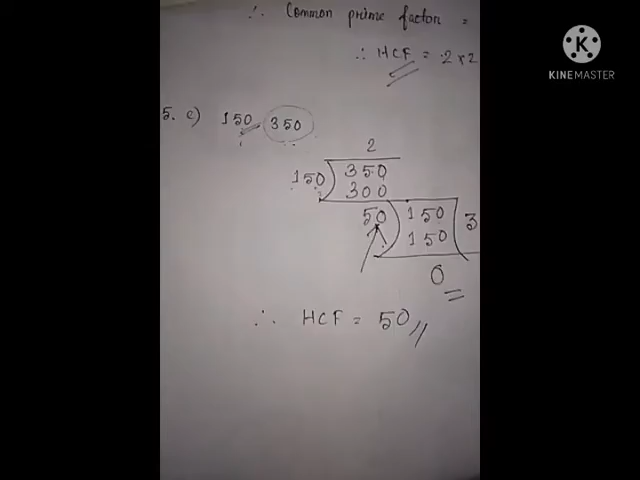 ∴ Common prime factor =
∴ HCF = 2×2
K
KINEMASTER
5. c) 150, 350
2
150) 350
300
50) 150 (3
150
0
∴ HCF = 50 //